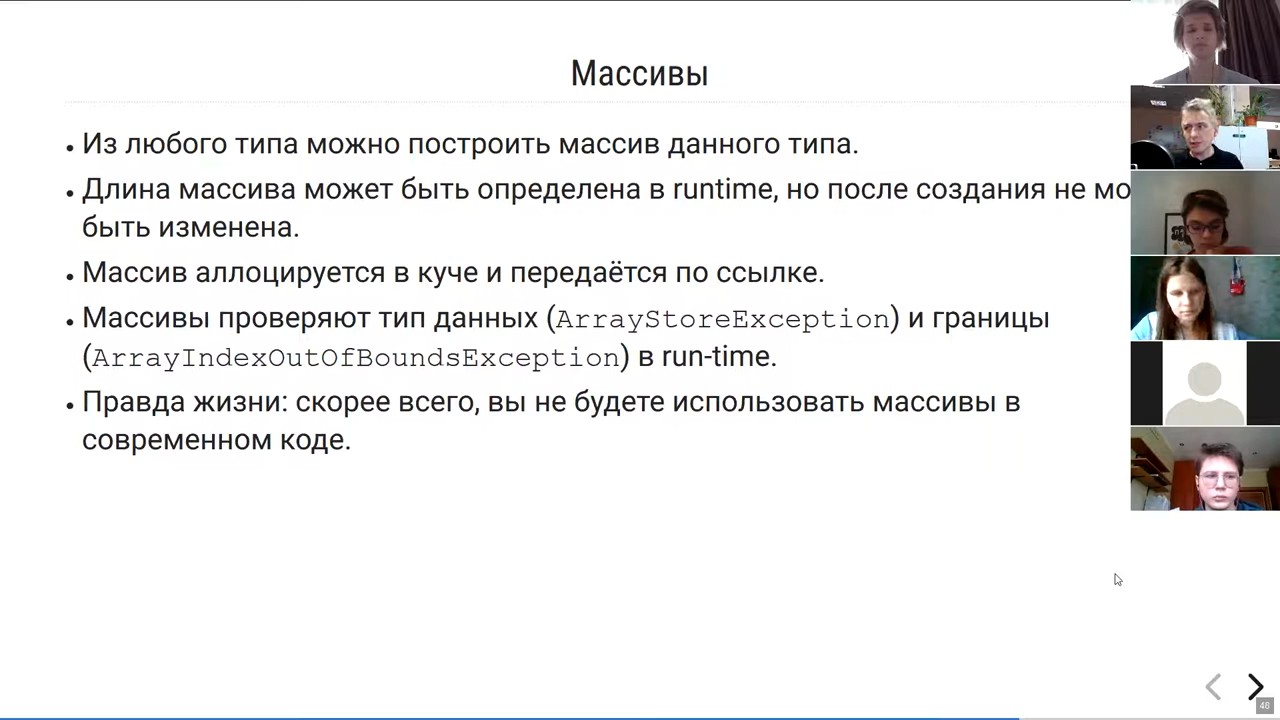 Массивы
• Из любого типа можно построить массив данного типа.
• Длина массива может быть определена в runtime, но после создания не мо
быть изменена.
• Массив аллоцируется в куче и передаётся по ссылке.
• Массивы проверяют тип данных (ArrayStoreException) и границы
(ArrayIndexOutOfBoundsException) в run-time.
• Правда жизни: скорее всего, вы не будете использовать массивы в
современном коде.
48